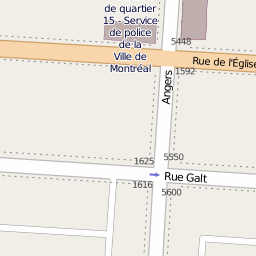 de quartier
15 - Service
de police
de la
Ville de
Montréal
5448
Rue de l'Église
1592
Angers
1625
5550
Rue Galt
1616
5600